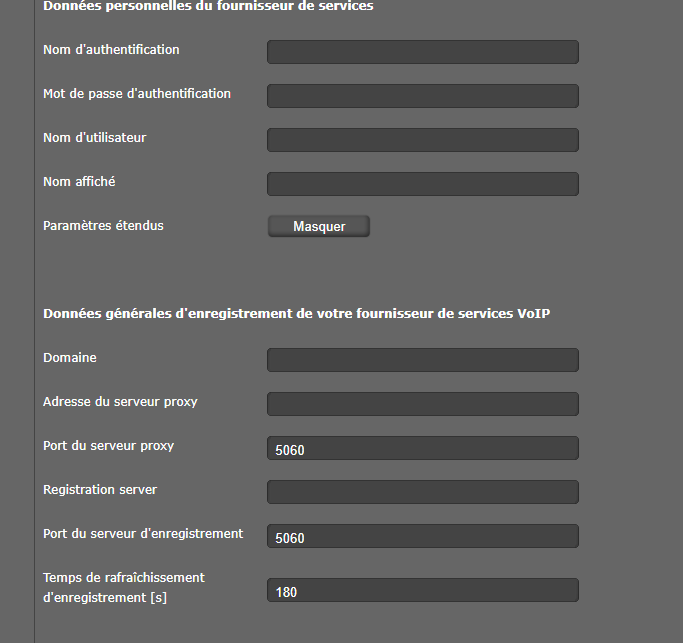 Données personnelles du fournisseur de services
Nom d'authentification
Mot de passe d'authentification
Nom d'utilisateur
Nom affiché
Paramètres étendus
Masquer
Données générales d'enregistrement de votre fournisseur de services VoIP
Domaine
Adresse du serveur proxy
Port du serveur proxy
5060
Registration server
Port du serveur d'enregistrement
5060
Temps de rafraîchissement
d'enregistrement [s]
180